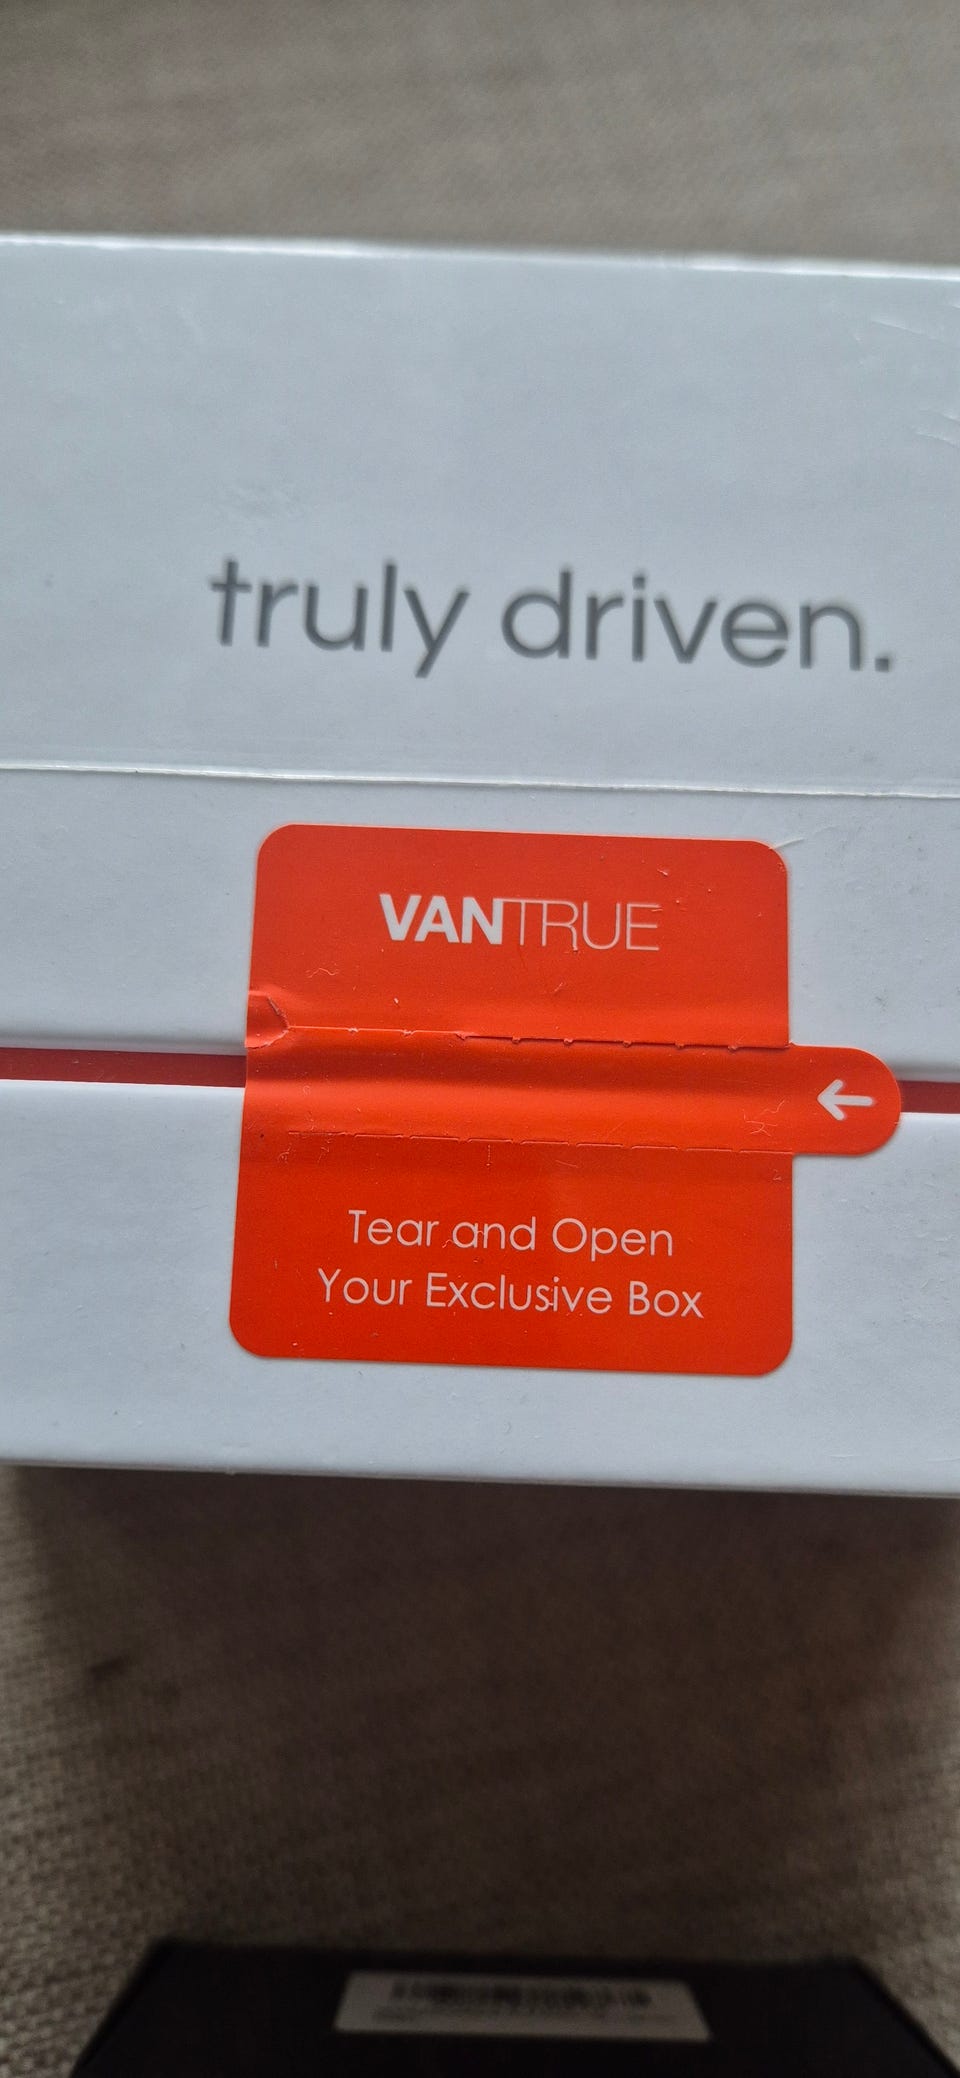 truly driven.
VANTRUE
Tear and Open
Your Exclusive Box